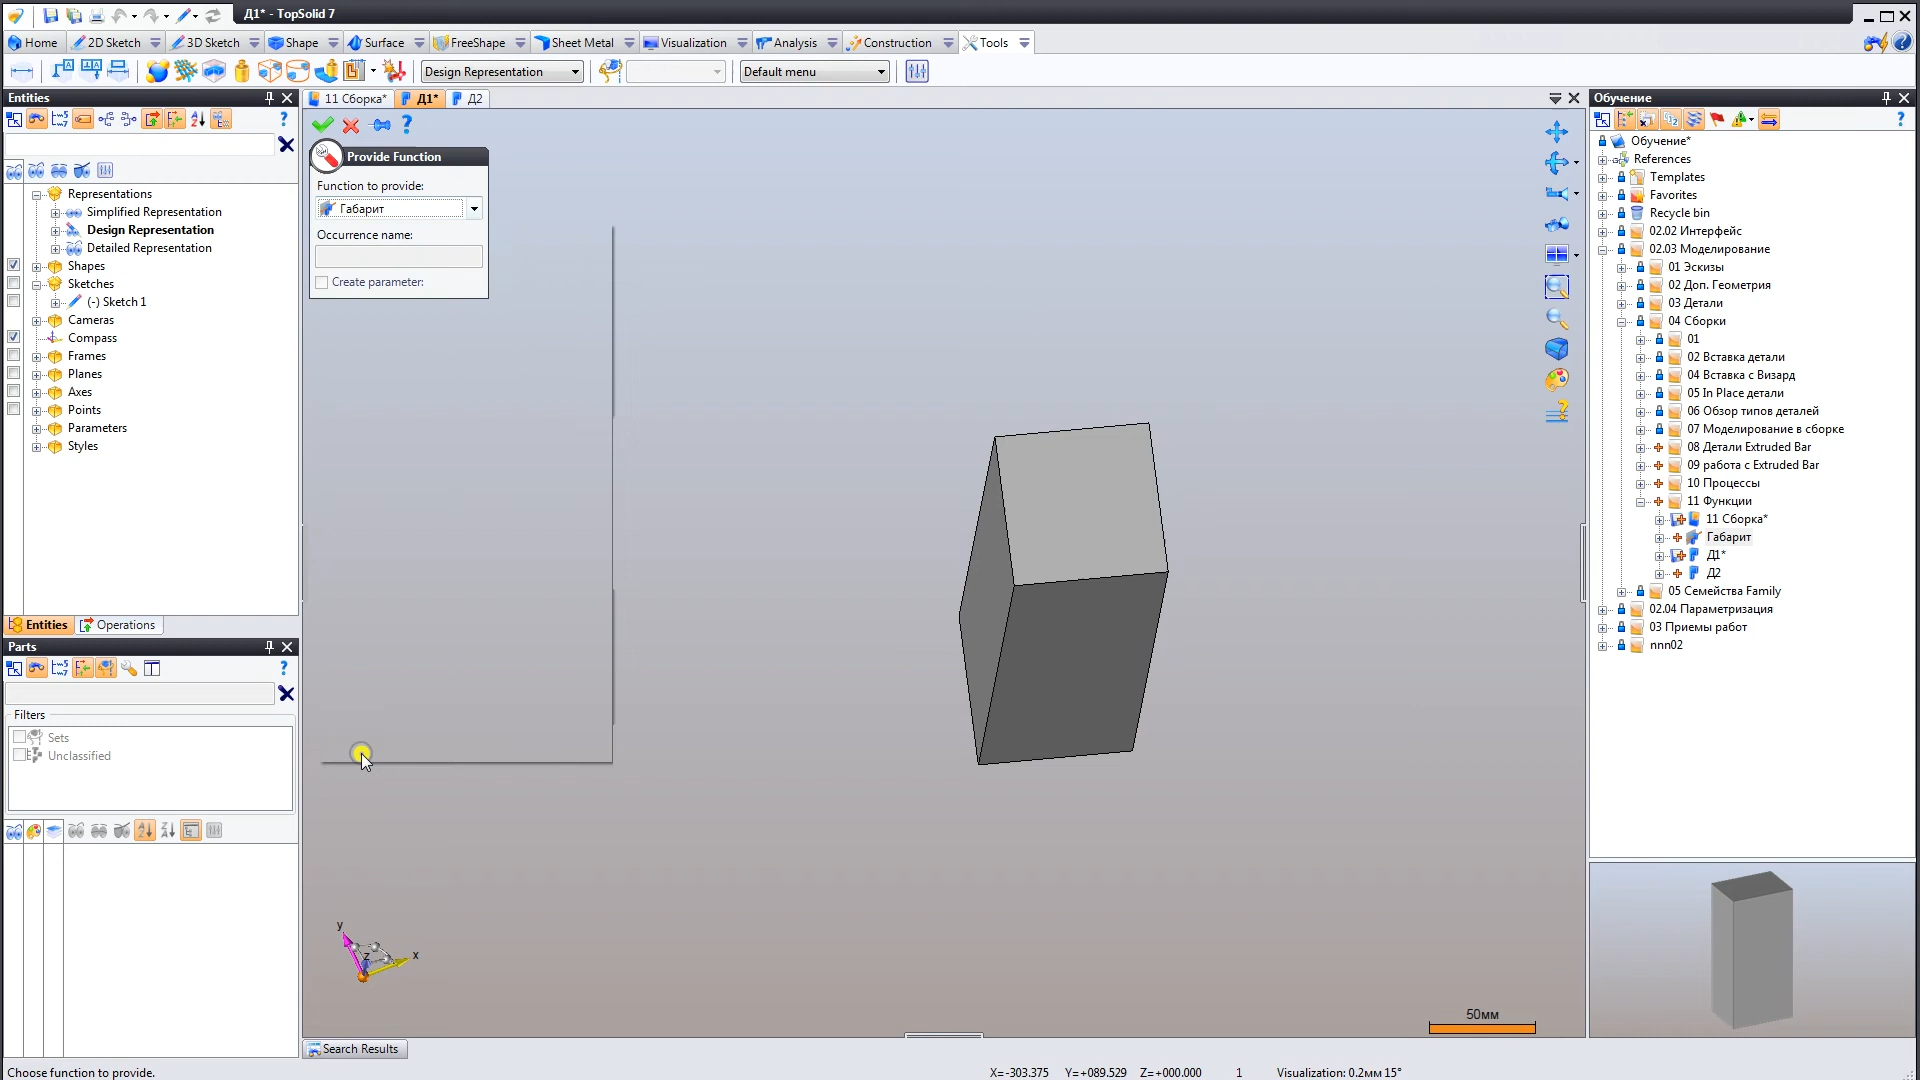 Д1* - TopSolid 7
Home
2D Sketch
3D Sketch
Shape
Surface
FreeShape
Sheet Metal
Visualization
Analysis
Construction
Tools
Design Representation
Default menu
Entities
Representations
Simplified Representation
Design Representation
Detailed Representation
Shapes
Sketches
(-) Sketch 1
Cameras
Compass
Frames
Planes
Axes
Points
Parameters
Styles
Entities
Operations
Parts
Filters
Sets
Unclassified
11 Сборка*
Д1*
Д2
Provide Function
Function to provide:
Габарит
Occurrence name:
Create parameter:
y
z
x
50мм
Search Results
Обучение
Обучение*
References
Templates
Favorites
Recycle bin
02.02 Интерфейс
02.03 Моделирование
01 Эскизы
02 Доп. Геометрия
03 Детали
04 Сборки
01
02 Вставка детали
04 Вставка с Визард
05 In Place детали
06 Обзор типов деталей
07 Моделирование в сборке
08 Детали Extruded Bar
09 работа с Extruded Bar
10 Процессы
11 Функции
11 Сборка*
Габарит
Д1*
Д2
05 Семейства Family
02.04 Параметризация
03 Приемы работ
nnn02
Choose function to provide.
X=-303.375 Y=+089.529 Z=+000.000 1 Visualization: 0.2мм 15°